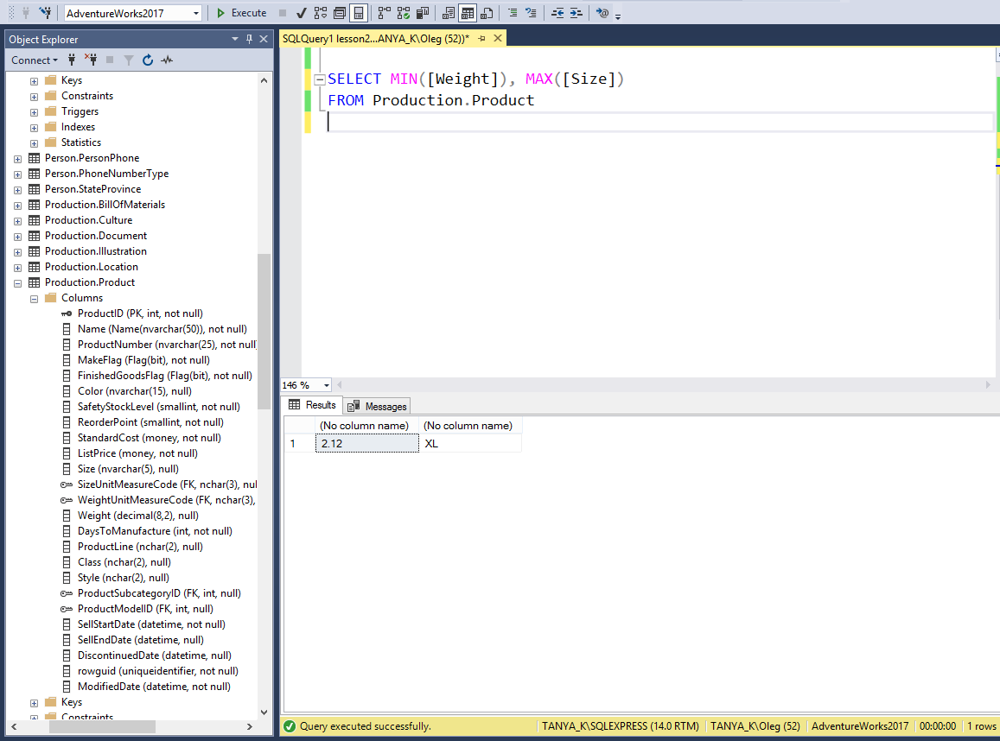 AdventureWorks2017 Execute
Object Explorer
Connect
Keys
Constraints
Triggers
Indexes
Statistics
Person.PersonPhone
Person.PhoneNumberType
Person.StateProvince
Production.BillOfMaterials
Production.Culture
Production.Document
Production.Illustration
Production.Location
Production.Product
Columns
ProductID (PK, int, not null)
Name (Name(nvarchar(50)), not null)
ProductNumber (nvarchar(25), not null)
MakeFlag (Flag(bit), not null)
FinishedGoodsFlag (Flag(bit), not null)
Color (nvarchar(15), null)
SafetyStockLevel (smallint, not null)
ReorderPoint (smallint, not null)
StandardCost (money, not null)
ListPrice (money, not null)
Size (nvarchar(5), null)
SizeUnitMeasureCode (FK, nchar(3), nul
WeightUnitMeasureCode (FK, nchar(3),
Weight (decimal(8,2), null)
DaysToManufacture (int, not null)
ProductLine (nchar(2), null)
Class (nchar(2), null)
Style (nchar(2), null)
ProductSubcategoryID (FK, int, null)
ProductModelID (FK, int, null)
SellStartDate (datetime, not null)
SellEndDate (datetime, null)
DiscontinuedDate (datetime, null)
rowguid (uniqueidentifier, not null)
ModifiedDate (datetime, not null)
Keys
Constraints
SQLQuery1 lesson2...ANYA_K\Oleg (52))*
SELECT MIN([Weight]), MAX([Size])
FROM Production.Product
146 %
Results Messages
(No column name) (No column name)
1 2.12 XL
Query executed successfully. TANYA_K\SQLEXPRESS (14.0 RTM) TANYA_K\Oleg (52) AdventureWorks2017 00:00:00 1 rows